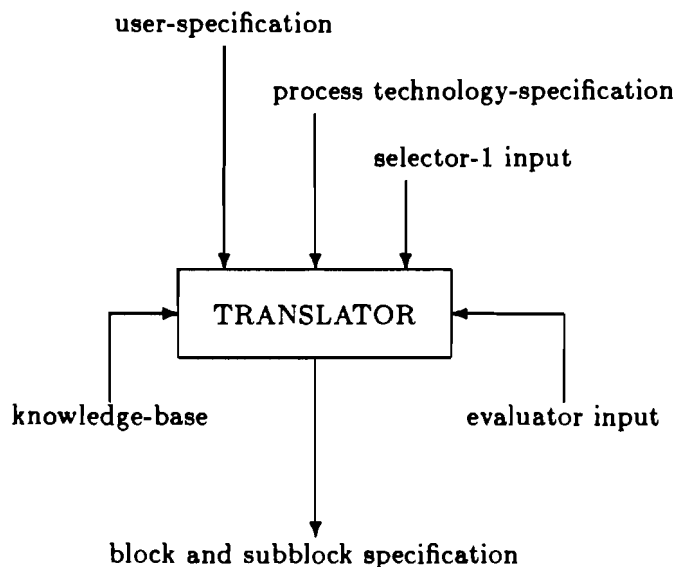 user-specification
process technology-specification
selector-1 input
TRANSLATOR
knowledge-base
evaluator input
block and subblock specification